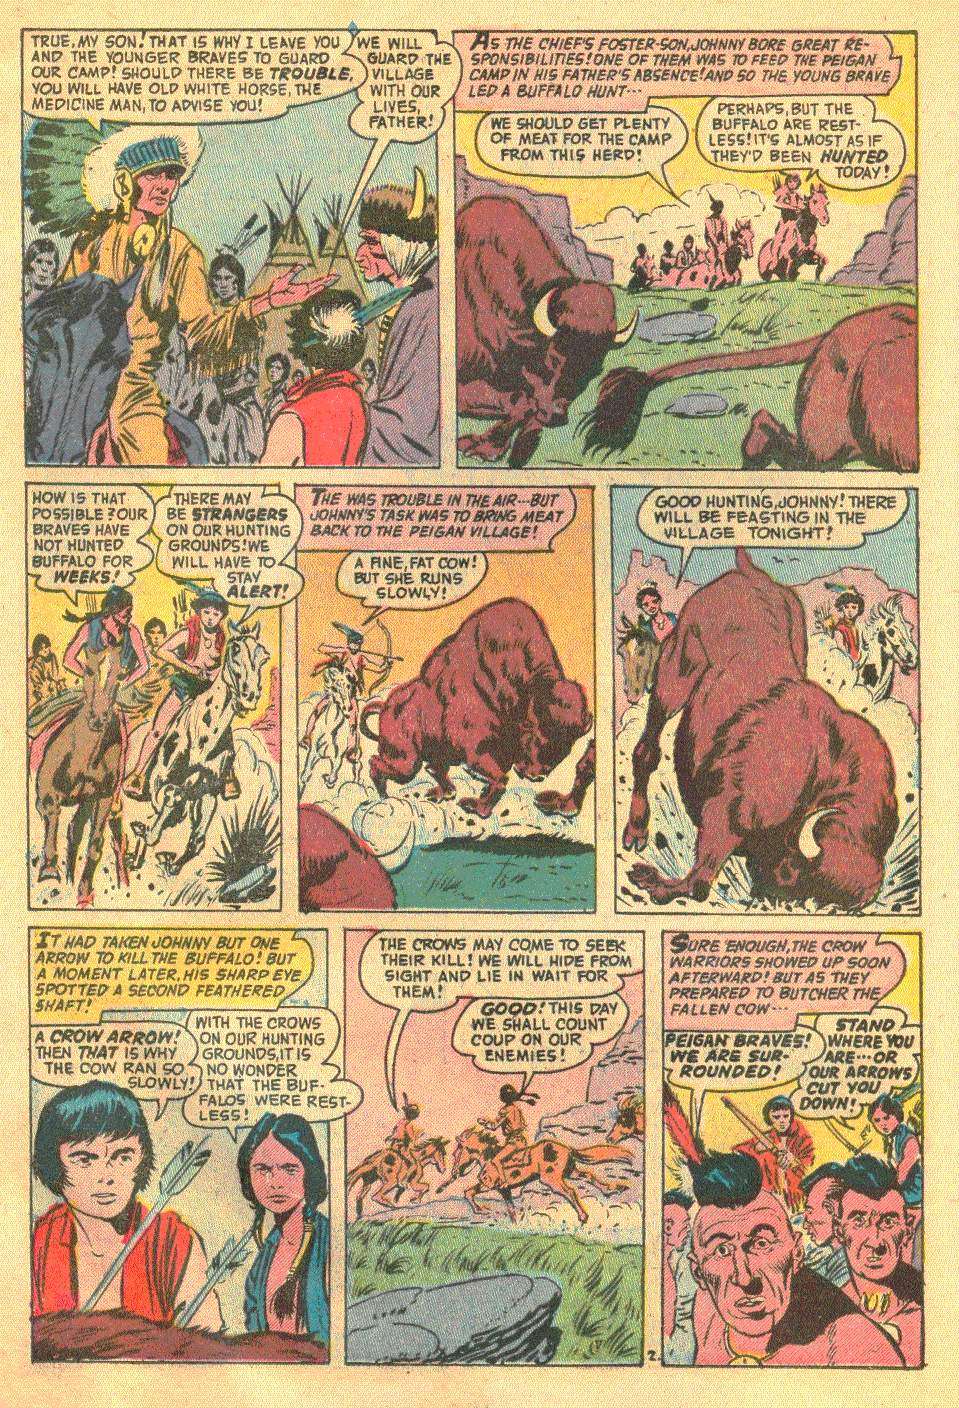 TRUE, MY SON! THAT IS WHY I LEAVE YOU
AND THE YOUNGER BRAVES TO GUARD
OUR CAMP! SHOULD THERE BE TROUBLE,
YOU WILL HAVE OLD WHITE HORSE, THE
MEDICINE MAN, TO ADVISE YOU!
WE WILL
GUARD THE
VILLAGE
WITH OUR
LIVES,
FATHER!
AS THE CHIEF'S FOSTER-SON, JOHNNY BORE GREAT RE-
SPONSIBILITIES! ONE OF THEM WAS TO FEED THE PEIGAN
CAMP IN HIS FATHER'S ABSENCE! AND SO THE YOUNG BRAVE
LED A BUFFALO HUNT---
WE SHOULD GET PLENTY
OF MEAT FOR THE CAMP
FROM THIS HERD!
PERHAPS, BUT THE
BUFFALO ARE REST-
LESS! IT'S ALMOST AS IF
THEY'D BEEN HUNTED
TODAY!
HOW IS THAT
POSSIBLE? OUR
BRAVES HAVE
NOT HUNTED
BUFFALO FOR
WEEKS!
THERE MAY
BE STRANGERS
ON OUR HUNTING
GROUNDS! WE
WILL HAVE TO
STAY
ALERT!
THE WAS TROUBLE IN THE AIR---BUT
JOHNNY'S TASK WAS TO BRING MEAT
BACK TO THE PEIGAN VILLAGE!
A FINE, FAT COW!
BUT SHE RUNS
SLOWLY!
GOOD HUNTING, JOHNNY! THERE
WILL BE FEASTING IN THE
VILLAGE TONIGHT!
IT HAD TAKEN JOHNNY BUT ONE
ARROW TO KILL THE BUFFALO! BUT
A MOMENT LATER, HIS SHARP EYE
SPOTTED A SECOND FEATHERED
SHAFT!
A CROW ARROW!
THEN THAT IS WHY
THE COW RAN SO
SLOWLY!
WITH THE CROWS
ON OUR HUNTING
GROUNDS, IT IS
NO WONDER
THAT THE BUF-
FALOS WERE REST-
LESS!
THE CROWS MAY COME TO SEEK
THEIR KILL! WE WILL HIDE FROM
SIGHT AND LIE IN WAIT FOR
THEM!
GOOD! THIS DAY
WE SHALL COUNT
COUP ON OUR
ENEMIES!
SURE ENOUGH, THE CROW
WARRIORS SHOWED UP SOON
AFTERWARD! BUT AS THEY
PREPARED TO BUTCHER THE
FALLEN COW---
PEIGAN BRAVES!
WE ARE SUR-
ROUNDED!
STAND
WHERE YOU
ARE---OR
OUR ARROWS
CUT YOU
DOWN!
2.